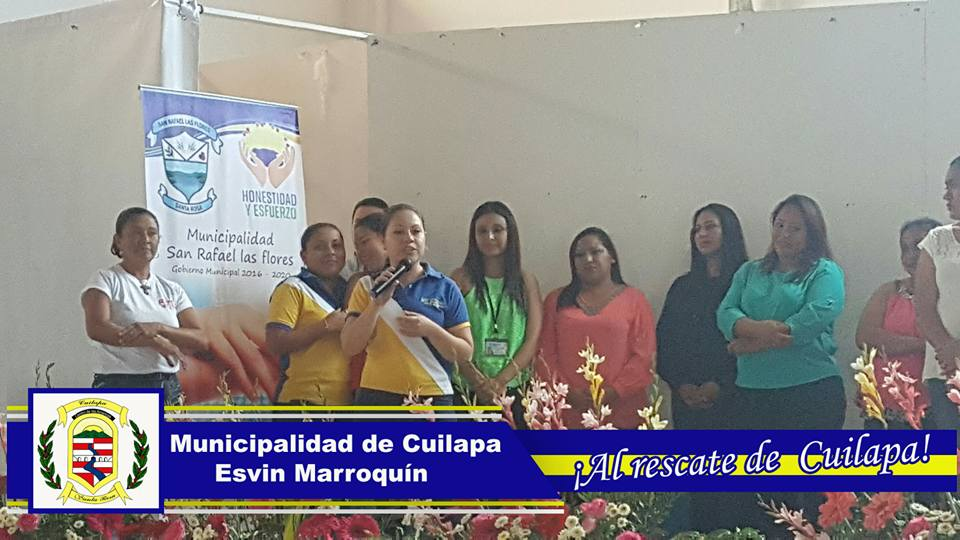 SAN RAFAEL LAS FLORES
SANTA ROSA
HONESTIDAD
Y ESFUERZO
Municipalidad
San Rafael las flores
Gobierno Municipal 2016 - 2020
Cuilapa
Santa Rosa
Municipalidad de Cuilapa
Esvin Marroquín
¡Al rescate de Cuilapa!